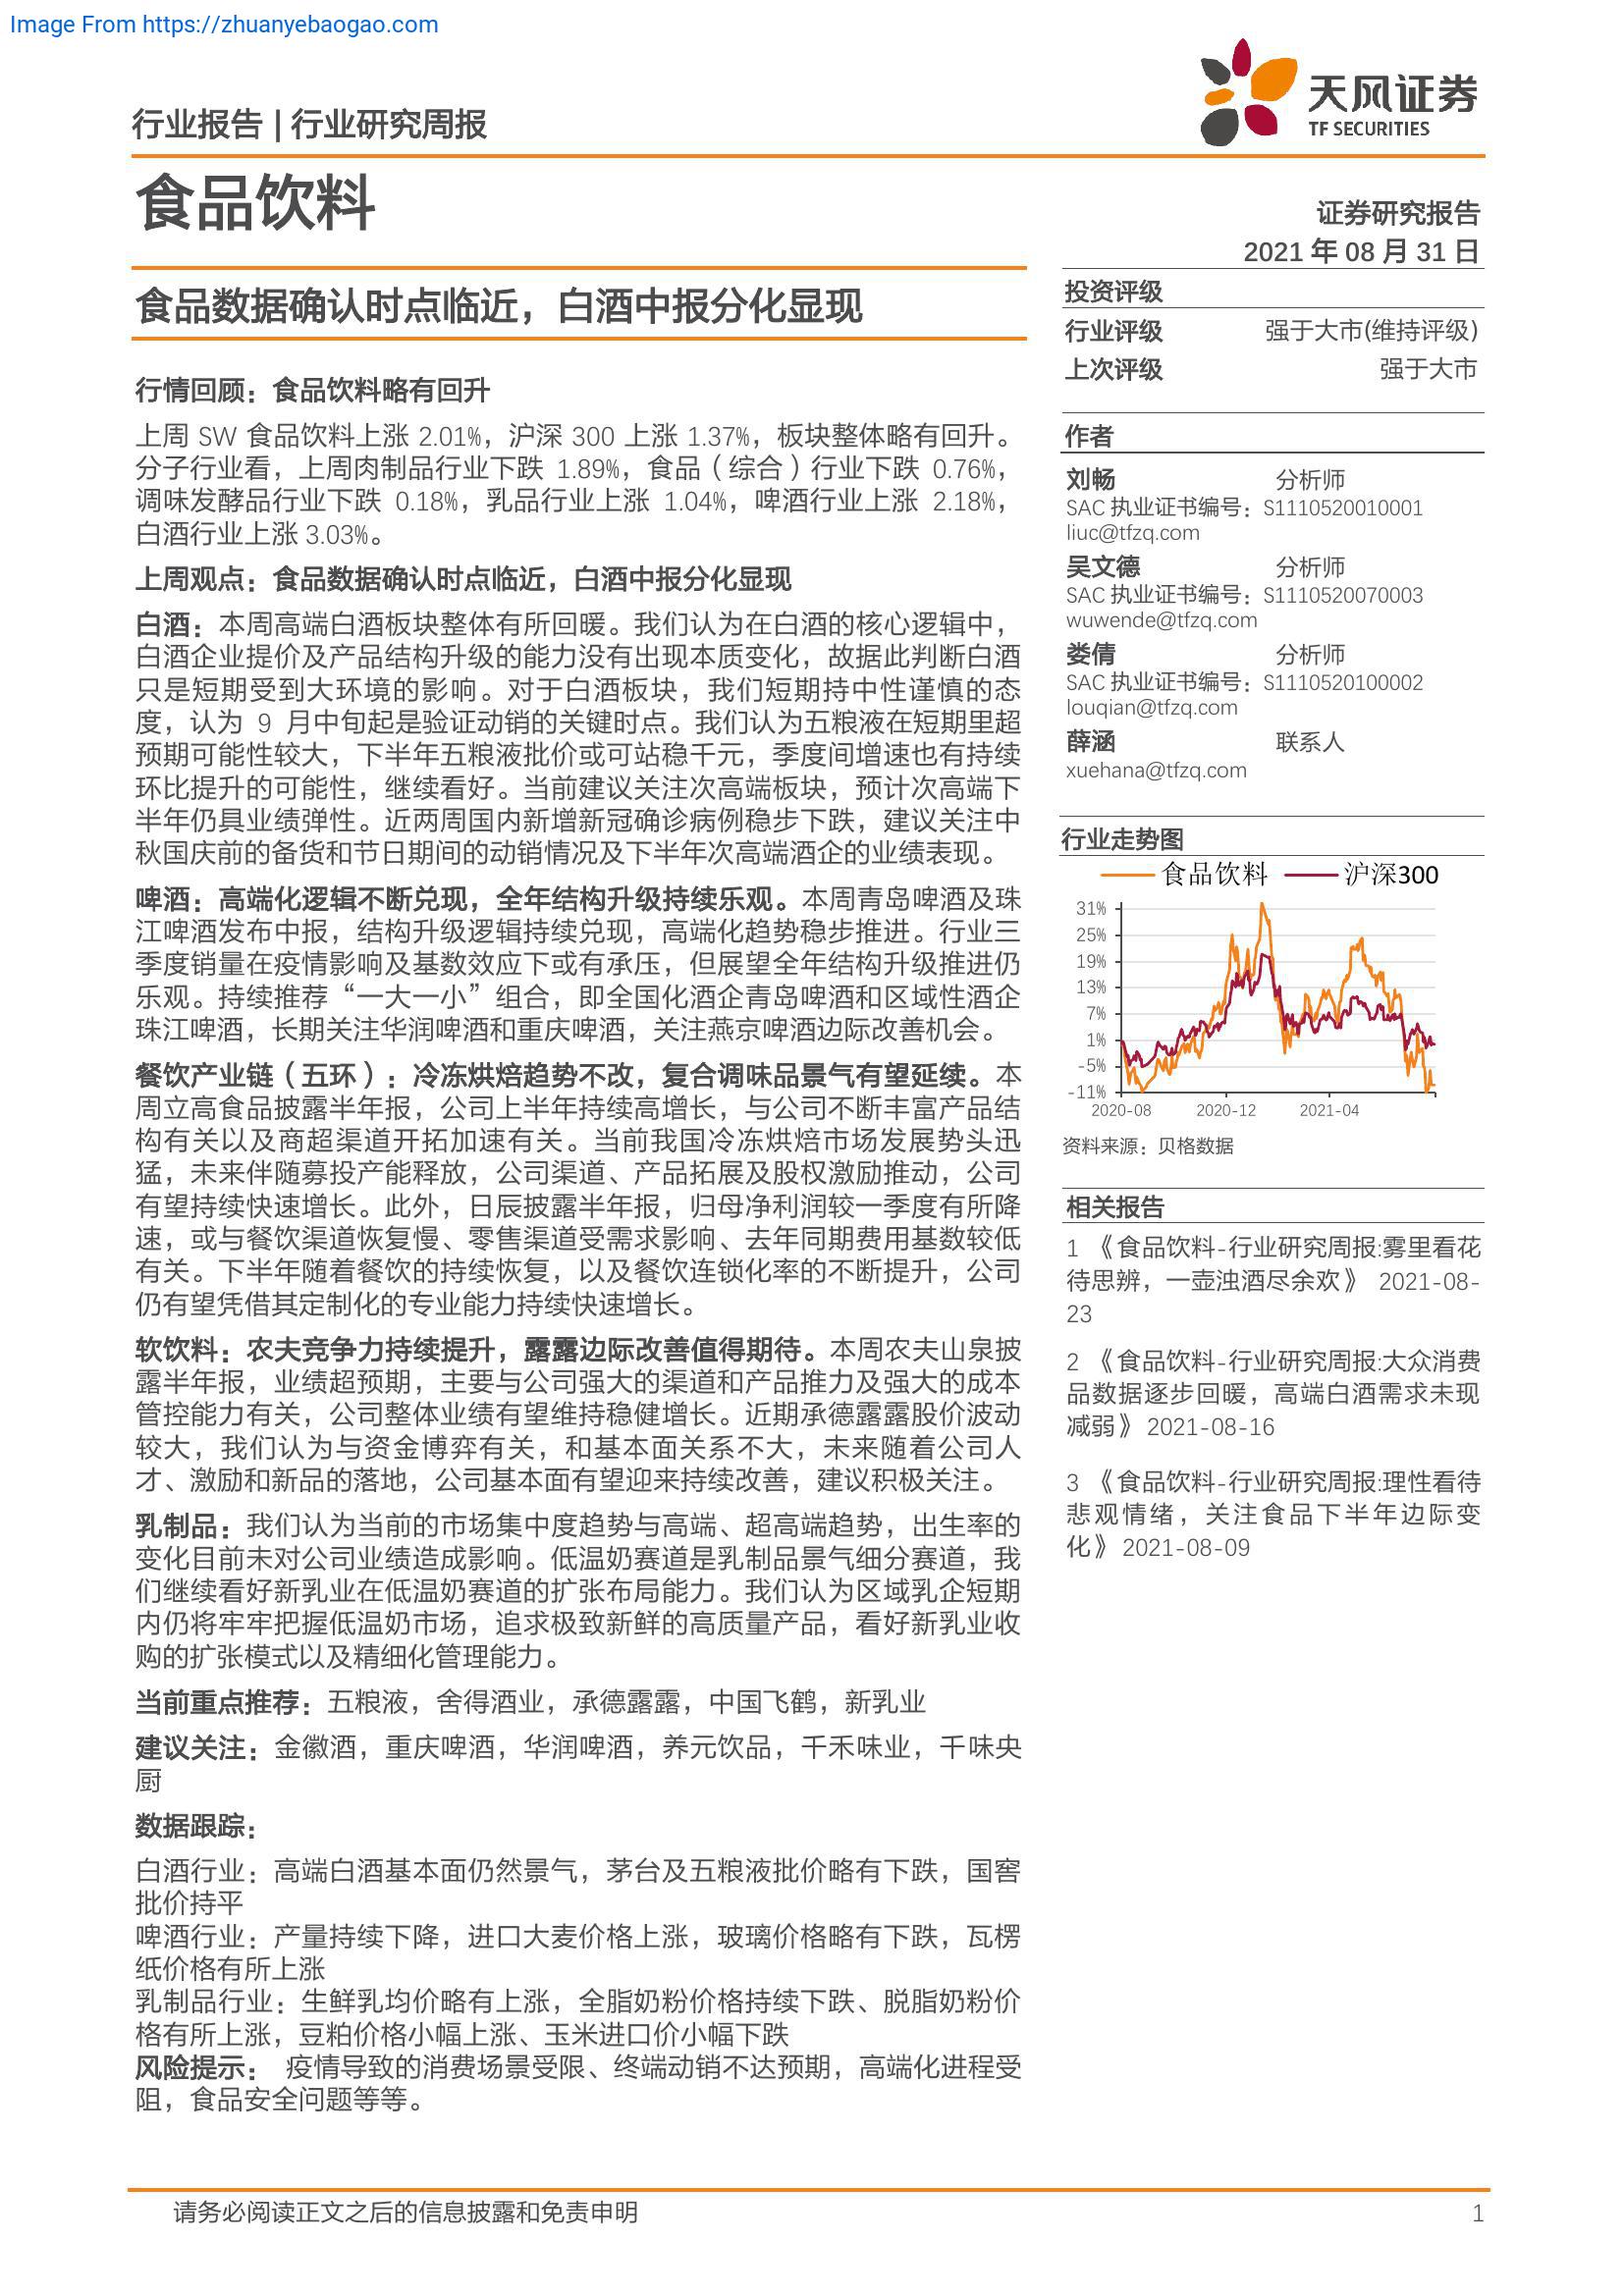 Image From https://zhuanyebaogao.com
行业报告 | 行业研究周报
天风证券
TF SECURITIES
食品饮料
证券研究报告
2021 年 08 月 31 日
食品数据确认时点临近，白酒中报分化显现
行情回顾：食品饮料略有回升
上周 SW 食品饮料上涨 2.01%，沪深 300 上涨 1.37%，板块整体略有回升。
分子行业看，上周肉制品行业下跌 1.89%，食品（综合）行业下跌 0.76%，
调味发酵品行业下跌 0.18%，乳品行业上涨 1.04%，啤酒行业上涨 2.18%，
白酒行业上涨 3.03%。
上周观点：食品数据确认时点临近，白酒中报分化显现
白酒：本周高端白酒板块整体有所回暖。我们认为在白酒的核心逻辑中，
白酒企业提价及产品结构升级的能力没有出现本质变化，故据此判断白酒
只是短期受到大环境的影响。对于白酒板块，我们短期持中性谨慎的态
度，认为 9 月中旬起是验证动销的关键时点。我们认为五粮液在短期里超
预期可能性较大，下半年五粮液批价或可站稳千元，季度间增速也有持续
环比提升的可能性，继续看好。当前建议关注次高端板块，预计次高端下
半年仍具业绩弹性。近两周国内新增新冠确诊病例稳步下跌，建议关注中
秋国庆前的备货和节日期间的动销情况及下半年次高端酒企的业绩表现。
啤酒：高端化逻辑不断兑现，全年结构升级持续乐观。本周青岛啤酒及珠
江啤酒发布中报，结构升级逻辑持续兑现，高端化趋势稳步推进。行业三
季度销量在疫情影响及基数效应下或有承压，但展望全年结构升级推进仍
乐观。持续推荐“一大一小”组合，即全国化酒企青岛啤酒和区域性酒企
珠江啤酒，长期关注华润啤酒和重庆啤酒，关注燕京啤酒边际改善机会。
餐饮产业链（五环）：冷冻烘焙趋势不改，复合调味品景气有望延续。本
周立高食品披露半年报，公司上半年持续高增长，与公司不断丰富产品结
构有关以及商超渠道开拓加速有关。当前我国冷冻烘焙市场发展势头迅
猛，未来伴随募投产能释放，公司渠道、产品拓展及股权激励推动，公司
有望持续快速增长。此外，日辰披露半年报，归母净利润较一季度有所降
速，或与餐饮渠道恢复慢、零售渠道受需求影响、去年同期费用基数较低
有关。下半年随着餐饮的持续恢复，以及餐饮连锁化率的不断提升，公司
仍有望凭借其定制化的专业能力持续快速增长。
软饮料：农夫竞争力持续提升，露露边际改善值得期待。本周农夫山泉披
露半年报，业绩超预期，主要与公司强大的渠道和产品推力及强大的成本
管控能力有关，公司整体业绩有望维持稳健增长。近期承德露露股价波动
较大，我们认为与资金博弈有关，和基本面关系不大，未来随着公司人
才、激励和新品的落地，公司基本面有望迎来持续改善，建议积极关注。
乳制品：我们认为当前的市场集中度趋势与高端、超高端趋势，出生率的
变化目前未对公司业绩造成影响。低温奶赛道是乳制品景气细分赛道，我
们继续看好新乳业在低温奶赛道的扩张布局能力。我们认为区域乳企短期
内仍将牢牢把握低温奶市场，追求极致新鲜的高质量产品，看好新乳业收
购的扩张模式以及精细化管理能力。
当前重点推荐：五粮液，舍得酒业，承德露露，中国飞鹤，新乳业
建议关注：金徽酒，重庆啤酒，华润啤酒，养元饮品，千禾味业，千味央
厨
数据跟踪：
白酒行业：高端白酒基本面仍然景气，茅台及五粮液批价略有下跌，国窖
批价持平
啤酒行业：产量持续下降，进口大麦价格上涨，玻璃价格略有下跌，瓦楞
纸价格有所上涨
乳制品行业：生鲜乳均价略有上涨，全脂奶粉价格持续下跌、脱脂奶粉价
格有所上涨，豆粕价格小幅上涨、玉米进口价小幅下跌
风险提示： 疫情导致的消费场景受限、终端动销不达预期，高端化进程受
阻，食品安全问题等等。
投资评级
行业评级 强于大市(维持评级)
上次评级 强于大市
作者
刘畅 分析师
SAC 执业证书编号：S1110520010001
liuc@tfzq.com
吴文德 分析师
SAC 执业证书编号：S1110520070003
wuwende@tfzq.com
娄倩 分析师
SAC 执业证书编号：S1110520100002
louqian@tfzq.com
薛涵 联系人
xuehana@tfzq.com
行业走势图
食品饮料 沪深300
31%
25%
19%
13%
7%
1%
-5%
-11%
2020-08 2020-12 2021-04
资料来源：贝格数据
相关报告
1 《食品饮料-行业研究周报:雾里看花
待思辨，一壶浊酒尽余欢》 2021-08-
23
2 《食品饮料-行业研究周报:大众消费
品数据逐步回暖，高端白酒需求未现
减弱》 2021-08-16
3 《食品饮料-行业研究周报:理性看待
悲观情绪，关注食品下半年边际变
化》 2021-08-09
请务必阅读正文之后的信息披露和免责申明 1